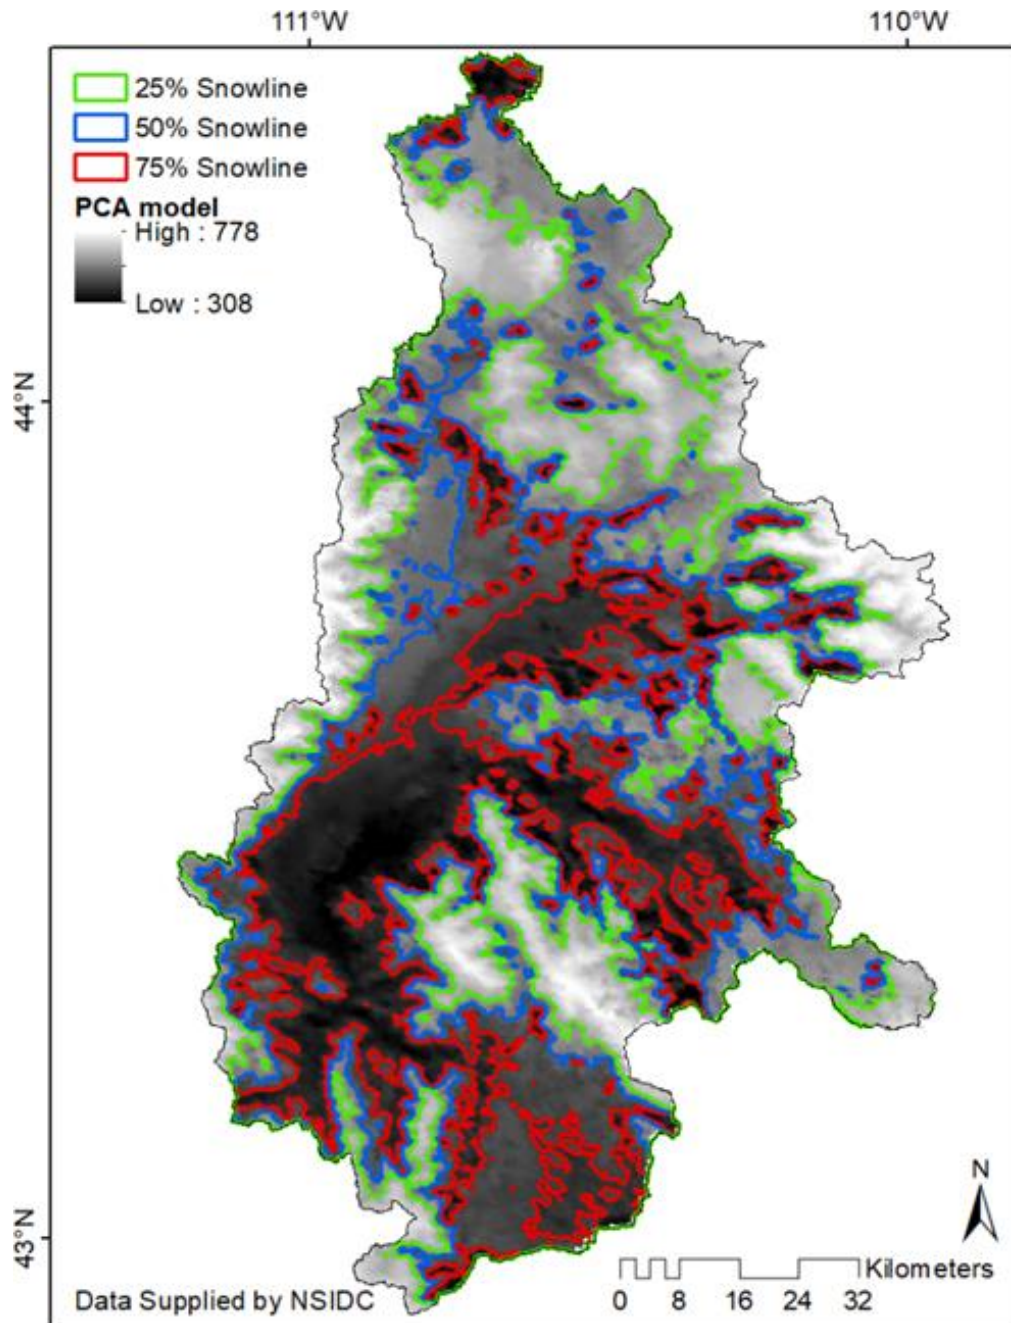 111°W
110°W
25% Snowline
50% Snowline
75% Snowline
PCA model
High : 778
Low : 308
44°N
43°N
N
Kilometers
0 8 16 24 32
Data Supplied by NSIDC